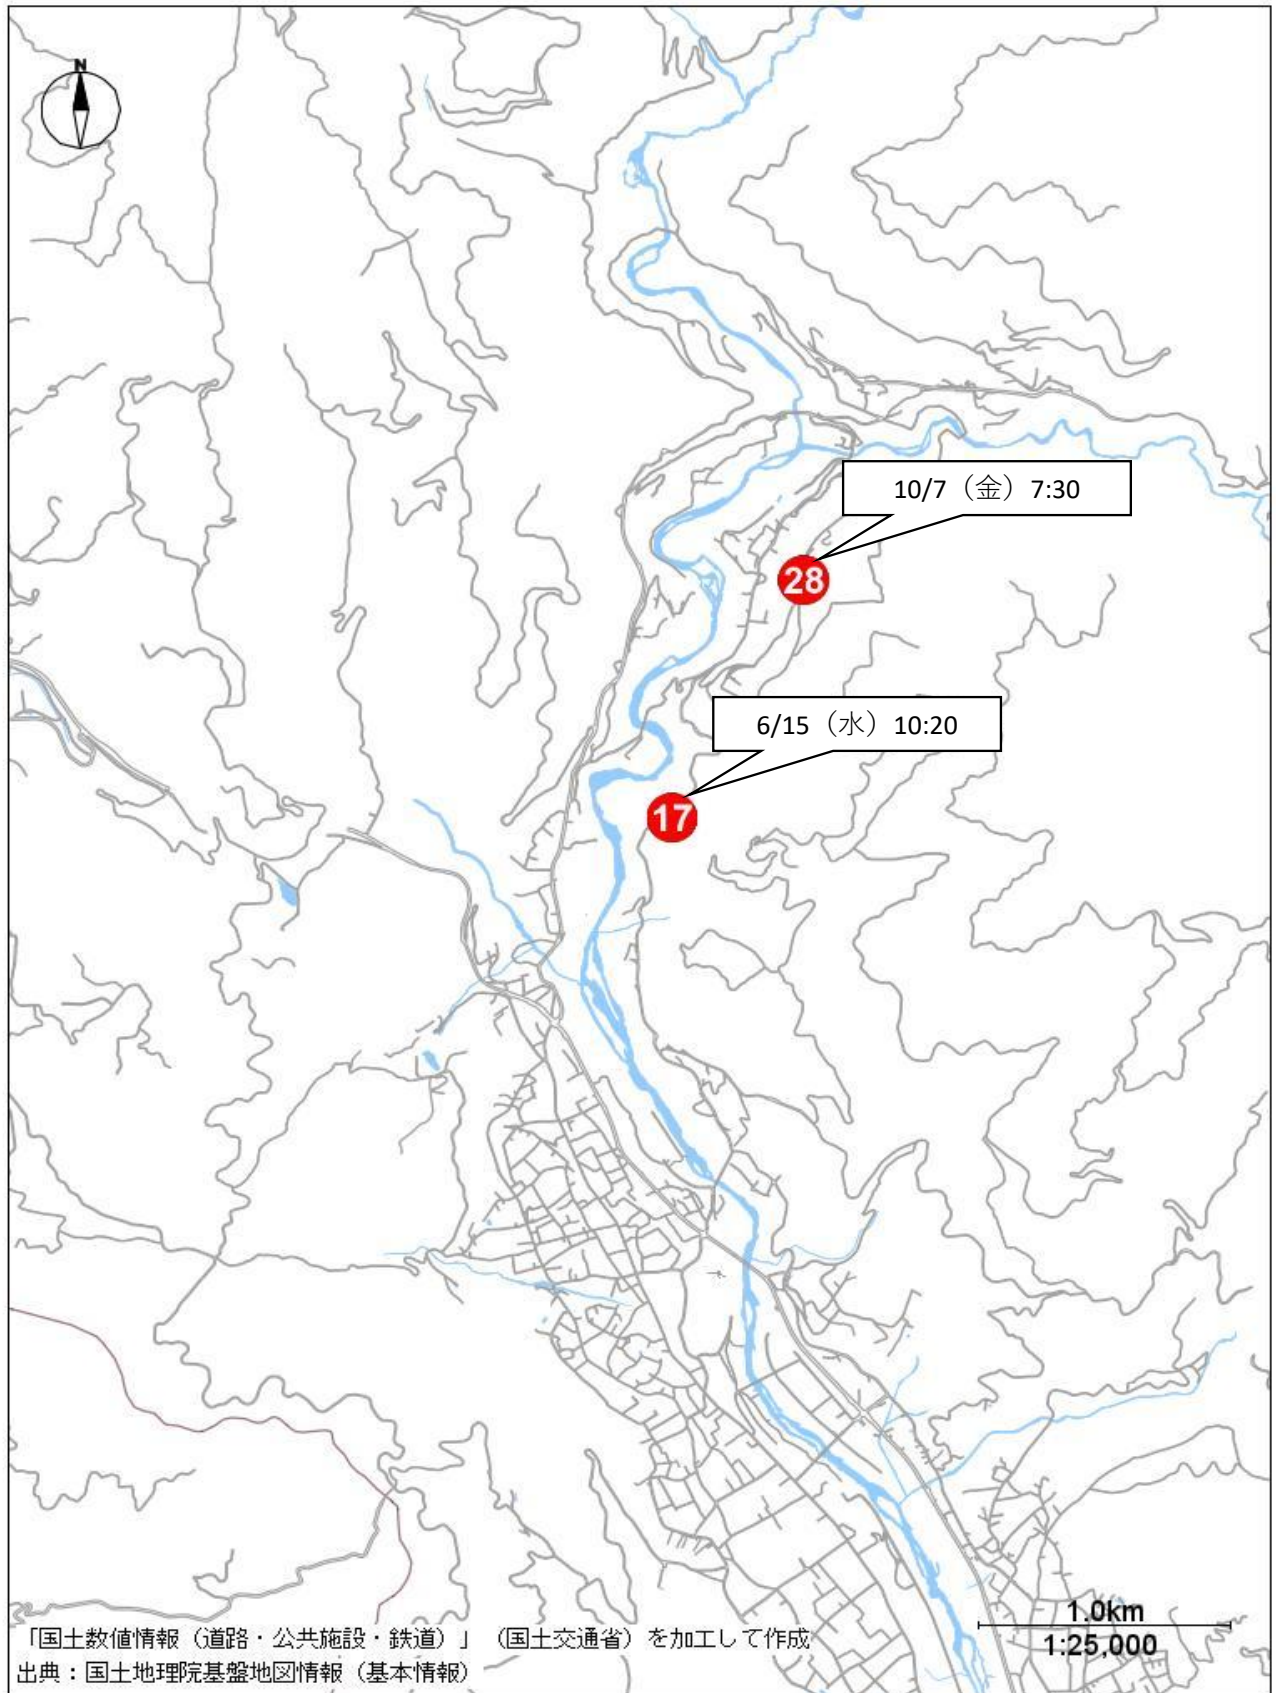 N
10/7（金）7:30
28
6/15（水）10:20
17
1.0km
1:25,000
「国土数値情報（道路・公共施設・鉄道）」（国土交通省）を加工して作成
出典：国土地理院基盤地図情報（基本情報）